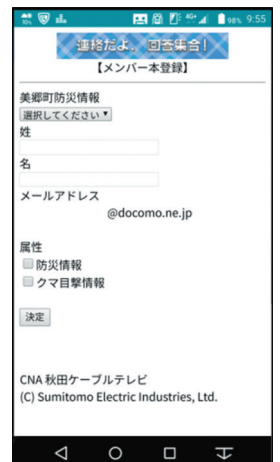 98% 9:55
連絡だよ、回答集合!
【メンバー本登録】
美郷町防災情報
選択してください▼
姓
名
メールアドレス
@docomo.ne.jp
属性
防災情報
クマ目撃情報
決定
CNA 秋田ケーブルテレビ
(C) Sumitomo Electric Industries, Ltd.